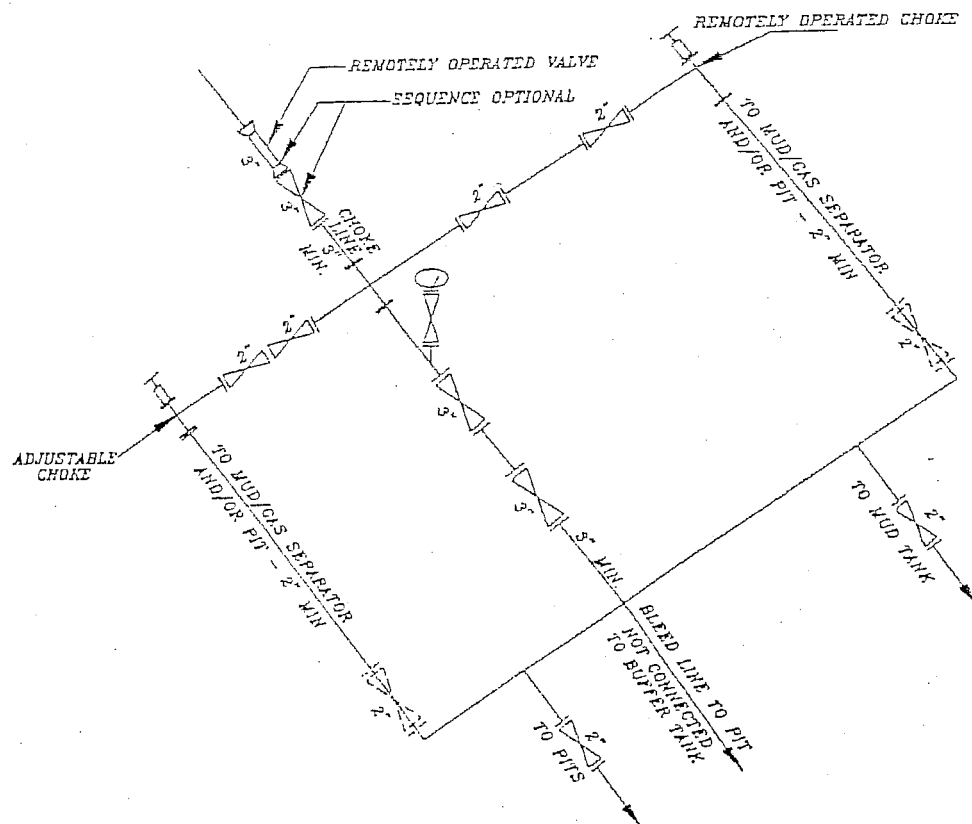 REMOTELY OPERATED CHOKE
REMOTELY OPERATED VALVE
SEQUENCE OPTIONAL
3"
3"
CHOKE
LINE
3"
MIN.
2"
2"
2"
2"
TO MUD/GAS SEPARATOR
AND/OR PIT - 2" MIN
2"
ADJUSTABLE
CHOKE
TO MUD/GAS SEPARATOR
AND/OR PIT - 2" MIN
2"
3"
3"
3" MIN.
BLEED LINE TO PIT
NOT CONNECTED
TO BUFFER TANK
2"
TO MUD TANK
2"
TO PITS